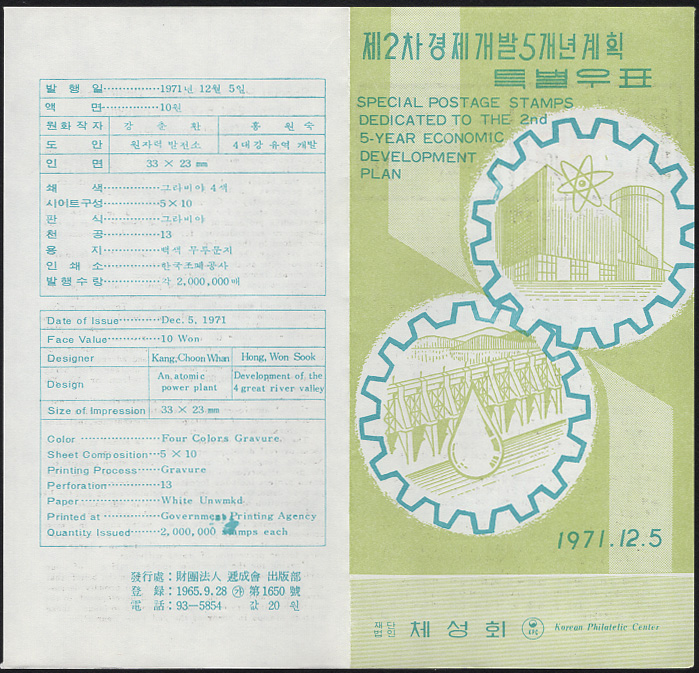 발 행 일 1971년 12월 5일
액 면 10원
원화작자 강 춘 환 홍 원 숙
도 안 원자력 발전소 4대강 유역 개발
인 면 33 × 23 mm
쇄 색 그라비아 4색
시이트구성 5×10
판 식 그라비아
천 공 13
용 지 백색 무투문지
인 쇄 소 한국조폐공사
발행수량 각 2,000,000매
Date of Issue Dec. 5, 1971
Face Value 10 Won
Designer Kang, Choon Whan Hong, Won Sook
Design An atomic power plant Development of the 4 great river valley
Size of Impression 33 × 23 mm
Color Four Colors Gravure.
Sheet Composition 5 × 10
Printing Process Gravure
Perforation 13
Paper White Unwmkd
Printed at Government Printing Agency
Quantity Issued 2,000,000 stamps each
發行處 : 財團法人 遞成會 出版部
登 錄 : 1965.9.28 ㉮ 第1650號
電 話 : 93-5854 값 20 원
제2차경제개발5개년계획
특별우표
SPECIAL POSTAGE STAMPS
DEDICATED TO THE 2nd
5-YEAR ECONOMIC
DEVELOPMENT
PLAN
1971.12.5
재단법인 체성회 Korean Philatelic Center